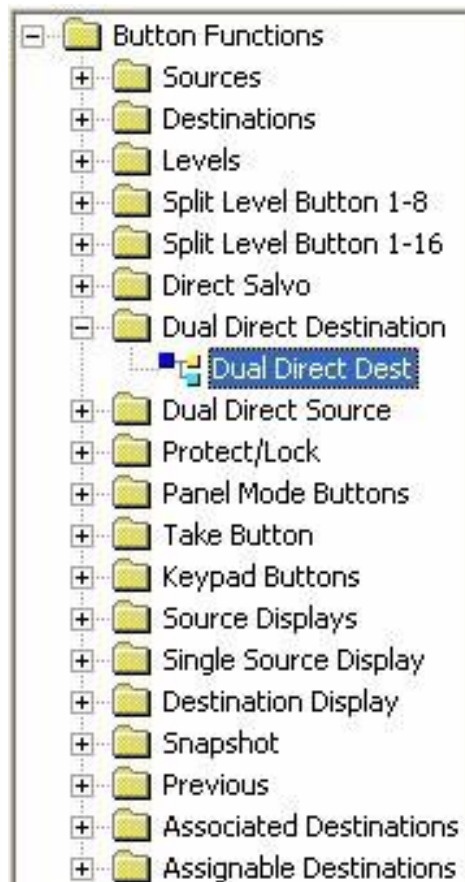 Button Functions
Sources
Destinations
Levels
Split Level Button 1-8
Split Level Button 1-16
Direct Salvo
Dual Direct Destination
Dual Direct Dest
Dual Direct Source
Protect/Lock
Panel Mode Buttons
Take Button
Keypad Buttons
Source Displays
Single Source Display
Destination Display
Snapshot
Previous
Associated Destinations
Assignable Destinations